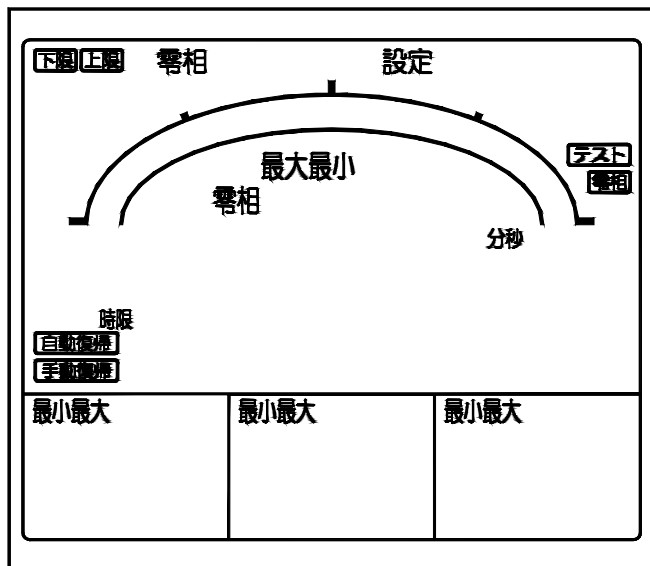 下限 上限 零相 設定
テスト
最大最小
零相
零相
分秒
時限
自動復帰
手動復帰
最小最大 最小最大 最小最大